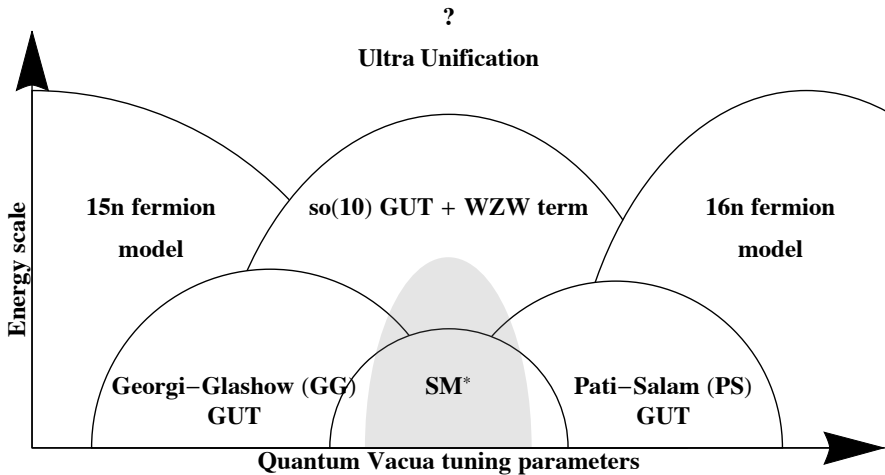 ?
Ultra Unification
15n fermion
model
so(10) GUT + WZW term
16n fermion
model
Energy scale
Georgi−Glashow (GG)
GUT
SM*
Pati−Salam (PS)
GUT
Quantum Vacua tuning parameters